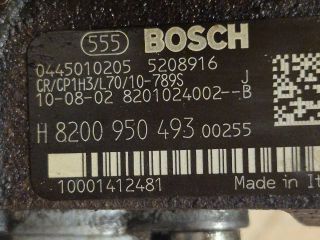 555 BOSCH
0445010205 5208916
CR/CP1H3/L70/10-789S J
10-08-02 8201024002--B
H 8200 950 493 00255
10001412481
Made in It